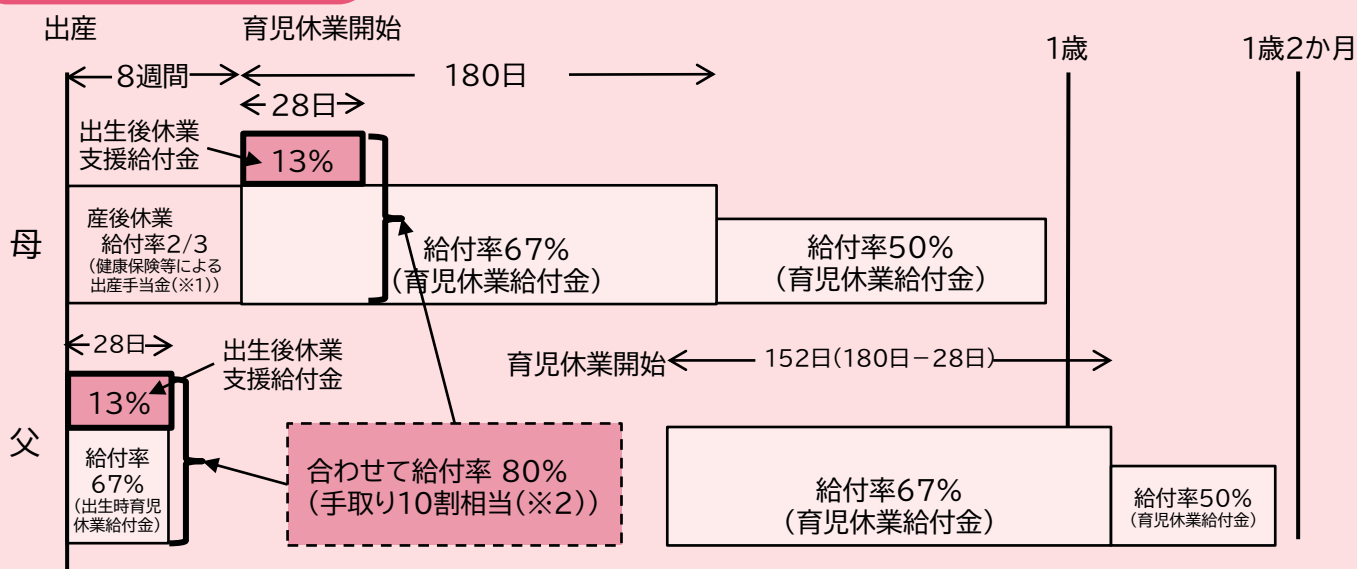 出産
育児休業開始
1歳
1歳2か月
8週間
180日
28日
出生後休業
支援給付金
13%
母
産後休業
給付率2/3
(健康保険等による
出産手当金(※1))
給付率67%
(育児休業給付金)
給付率50%
(育児休業給付金)
28日
出生後休業
支援給付金
育児休業開始
152日(180日-28日)
13%
父
給付率
67%
(出生時育児
休業給付金)
合わせて給付率 80%
(手取り10割相当(※2))
給付率67%
(育児休業給付金)
給付率50%
(育児休業給付金)